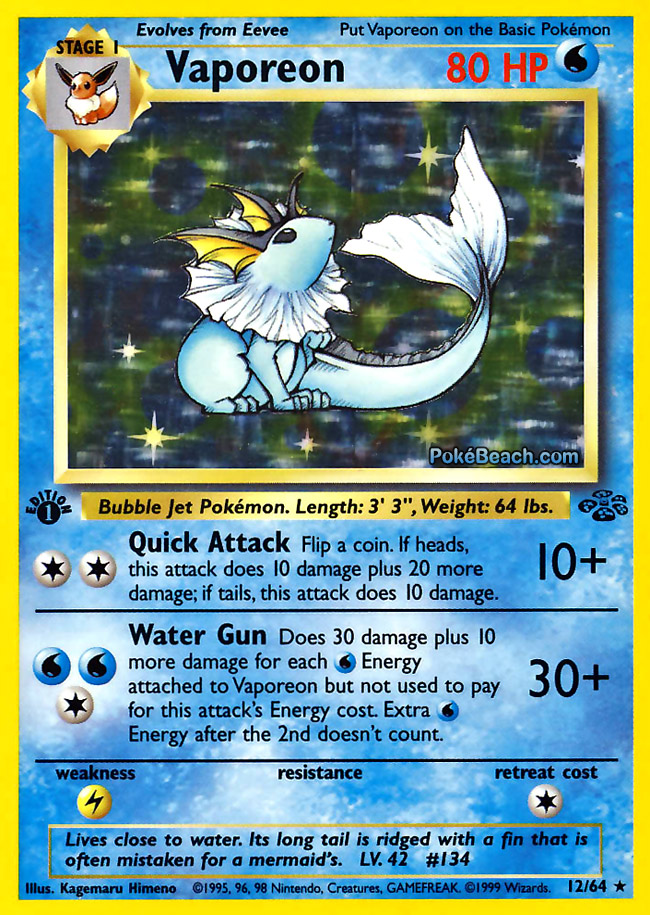 Evolves from Eevee Put Vaporeon on the Basic Pokémon
STAGE 1
Vaporeon 80 HP
PokéBeach.com
EDITION
1
Bubble Jet Pokémon. Length: 3' 3", Weight: 64 lbs.
Quick Attack Flip a coin. If heads,
this attack does 10 damage plus 20 more
damage; if tails, this attack does 10 damage.
10+
Water Gun Does 30 damage plus 10
more damage for each Energy
attached to Vaporeon but not used to pay
for this attack's Energy cost. Extra
Energy after the 2nd doesn't count.
30+
weakness resistance retreat cost
Lives close to water. Its long tail is ridged with a fin that is
often mistaken for a mermaid's. LV. 42 #134
Illus. Kagemaru Himeno ©1995, 96, 98 Nintendo, Creatures, GAMEFREAK. ©1999 Wizards. 12/64 ★